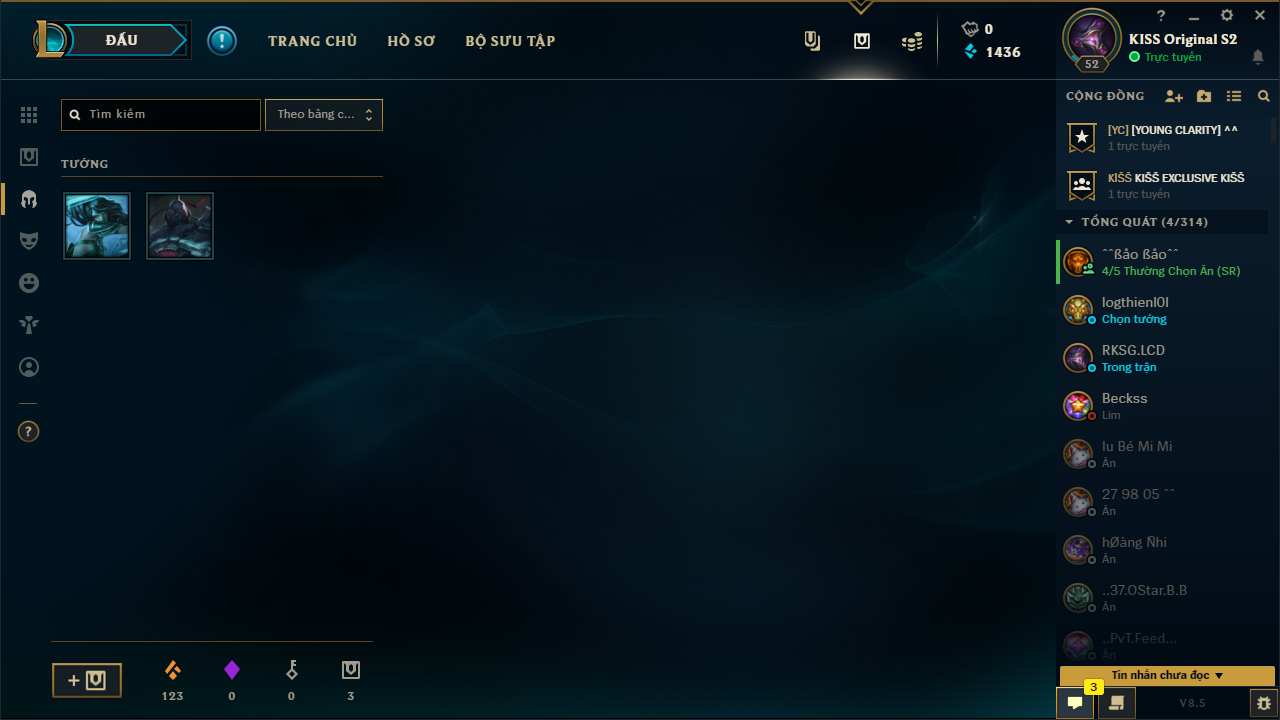 ĐẤU
!
TRANG CHỦ
HỒ SƠ
BỘ SƯU TẬP
0
1436
?
52
KISS Original S2
Trực tuyến
Tìm kiếm
Theo bảng c...
TƯỚNG
?
123
0
0
3
CỘNG ĐỒNG
[YC] [YOUNG CLARITY] ^^
1 trực tuyến
KISS KISS EXCLUSIVE KISS
1 trực tuyến
TỔNG QUÁT (4/314)
^^ßảo ßảo^^
4/5 Thường Chọn Ẩn (SR)
logthienl0l
Chọn tướng
RKSG.LCD
Trong trận
Beckss
Lim
Iu Bé Mi Mi
Ẩn
27 98 05 ^^
Ẩn
hØàng Ñhi
Ẩn
..37.OStar.B.B
Ẩn
..PvT.Feed...
Ẩn
Tin nhắn chưa đọc
3
V8.5